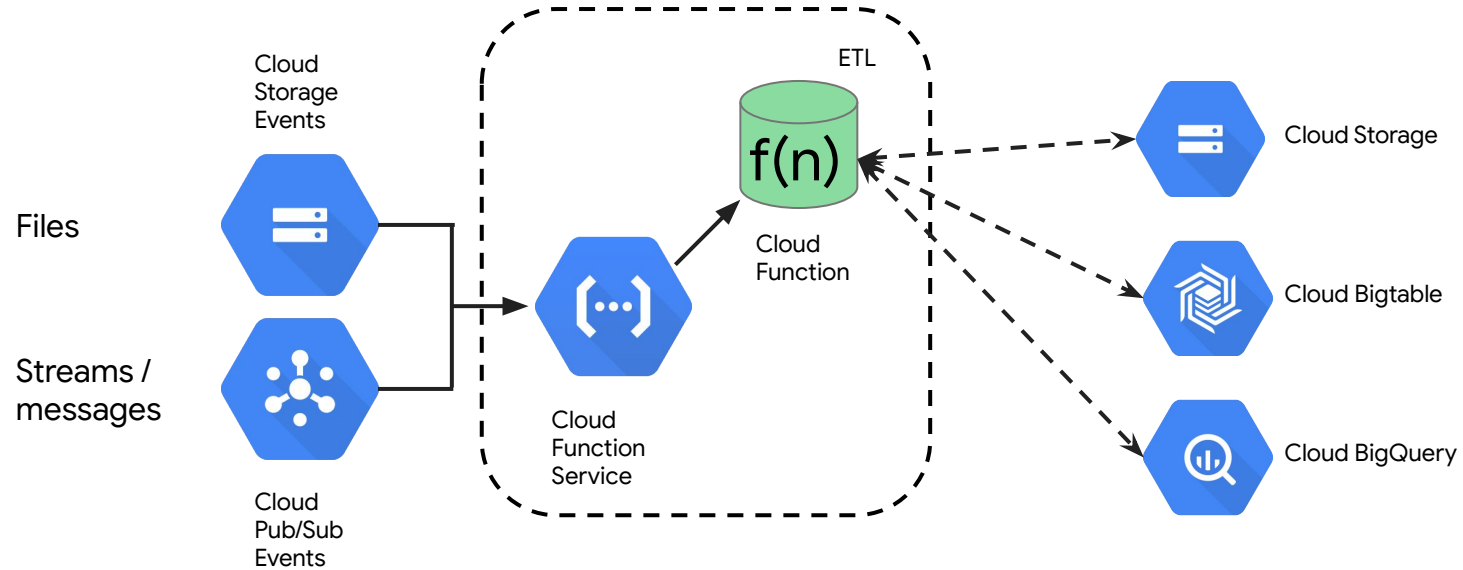 Files
Streams /
messages
Cloud
Storage
Events
Cloud
Pub/Sub
Events
Cloud
Function
Service
ETL
f(n)
Cloud
Function
Cloud Storage
Cloud Bigtable
Cloud BigQuery